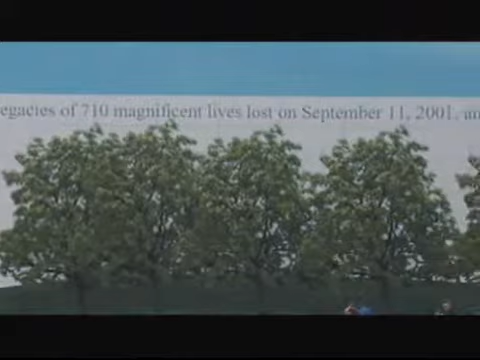 egacies of 710 magnificent lives lost on September 11, 2001, an